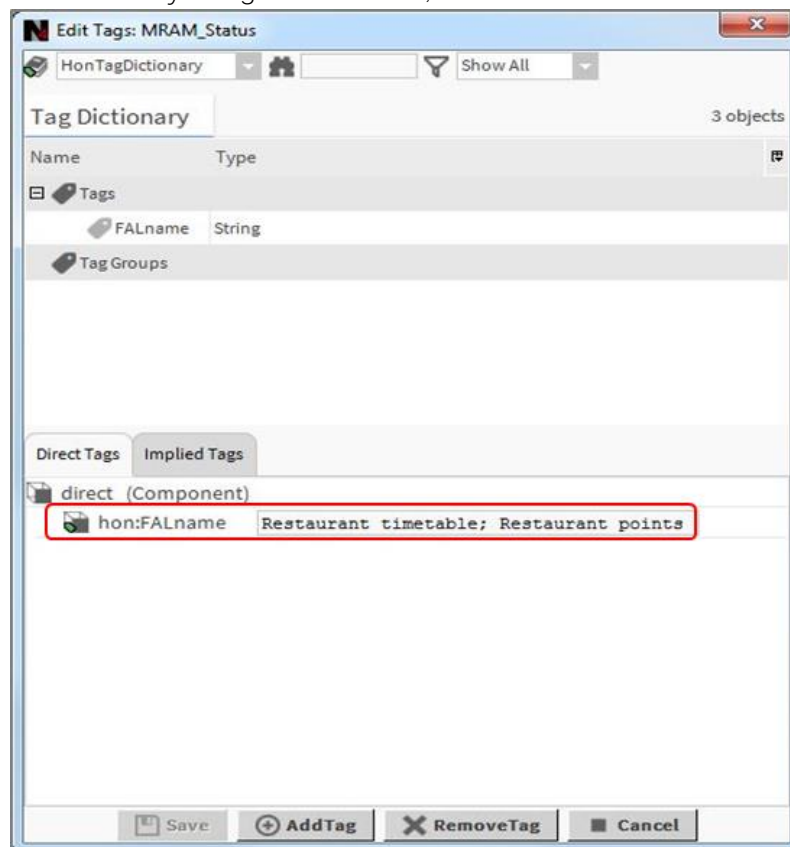 Edit Tags: MRAM_Status
HonTagDictionary Show All
Tag Dictionary 3 objects
Name Type
Tags
FALname String
Tag Groups
Direct Tags Implied Tags
direct (Component)
hon:FALname Restaurant timetable; Restaurant points
Save AddTag RemoveTag Cancel